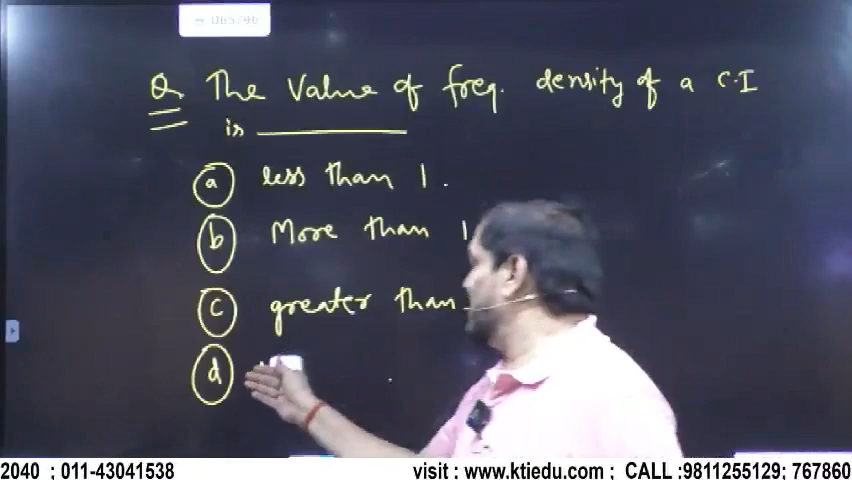 Q. The Value of freq. density of a C.I
is ________
a less than 1.
b More than 1
c greater than
d
2040 ; 011-43041538 visit : www.ktiedu.com ; CALL :9811255129; 767860